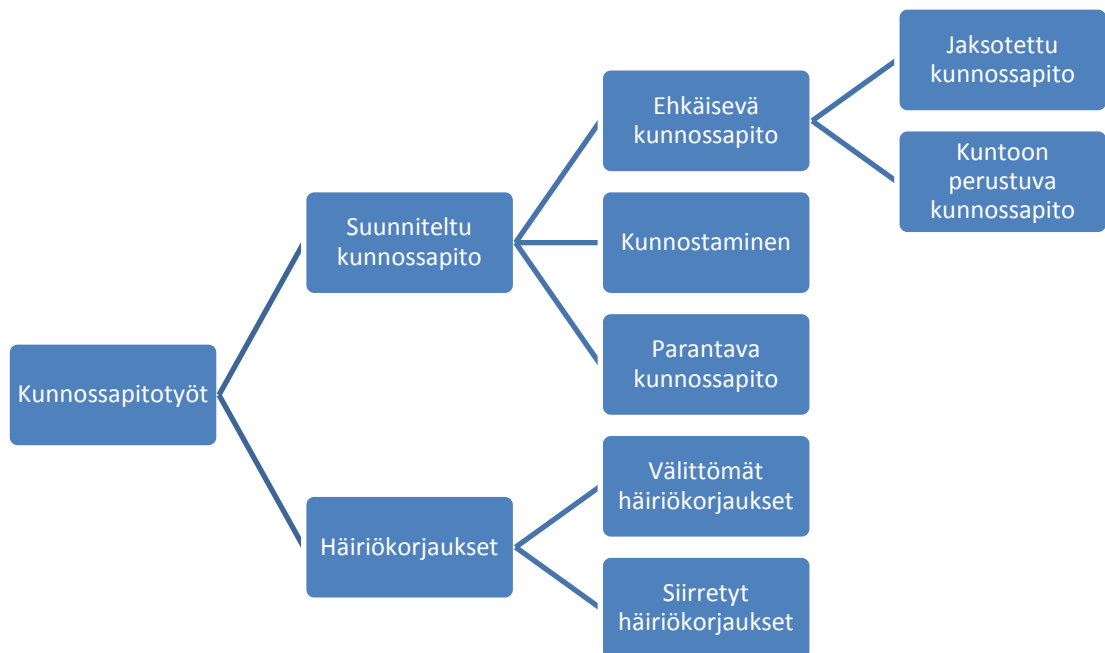 Kunnossapitotyöt
Suunniteltu
kunnossapito
Ehkäisevä
kunnossapito
Jaksotettu
kunnossapito
Kuntoon
perustuva
kunnossapito
Kunnostaminen
Parantava
kunnossapito
Häiriökorjaukset
Välittömät
häiriökorjaukset
Siirretyt
häiriökorjaukset